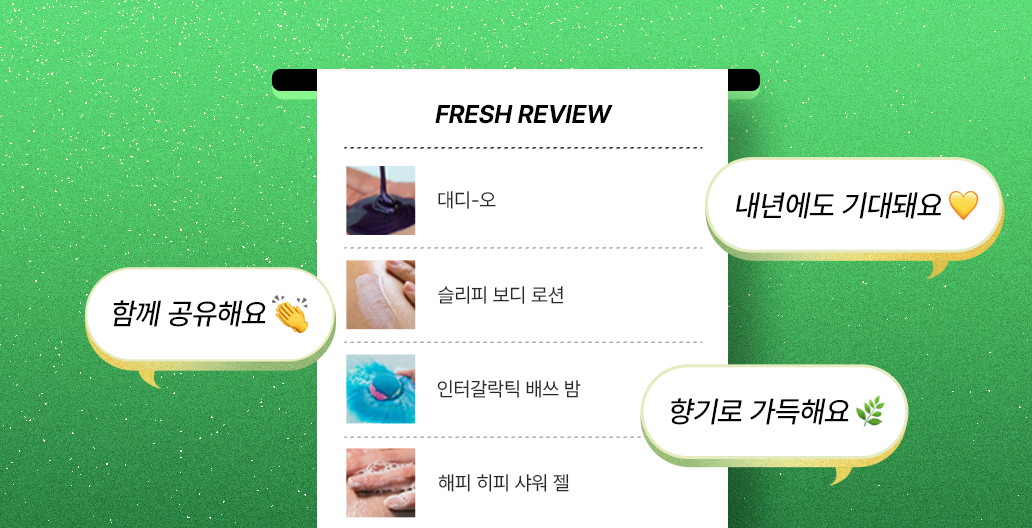 FRESH REVIEW
대디-오
내년에도 기대돼요
슬리피 보디 로션
함께 공유해요
인터갈락틱 배쓰 밤
향기로 가득해요
해피 히피 샤워 젤